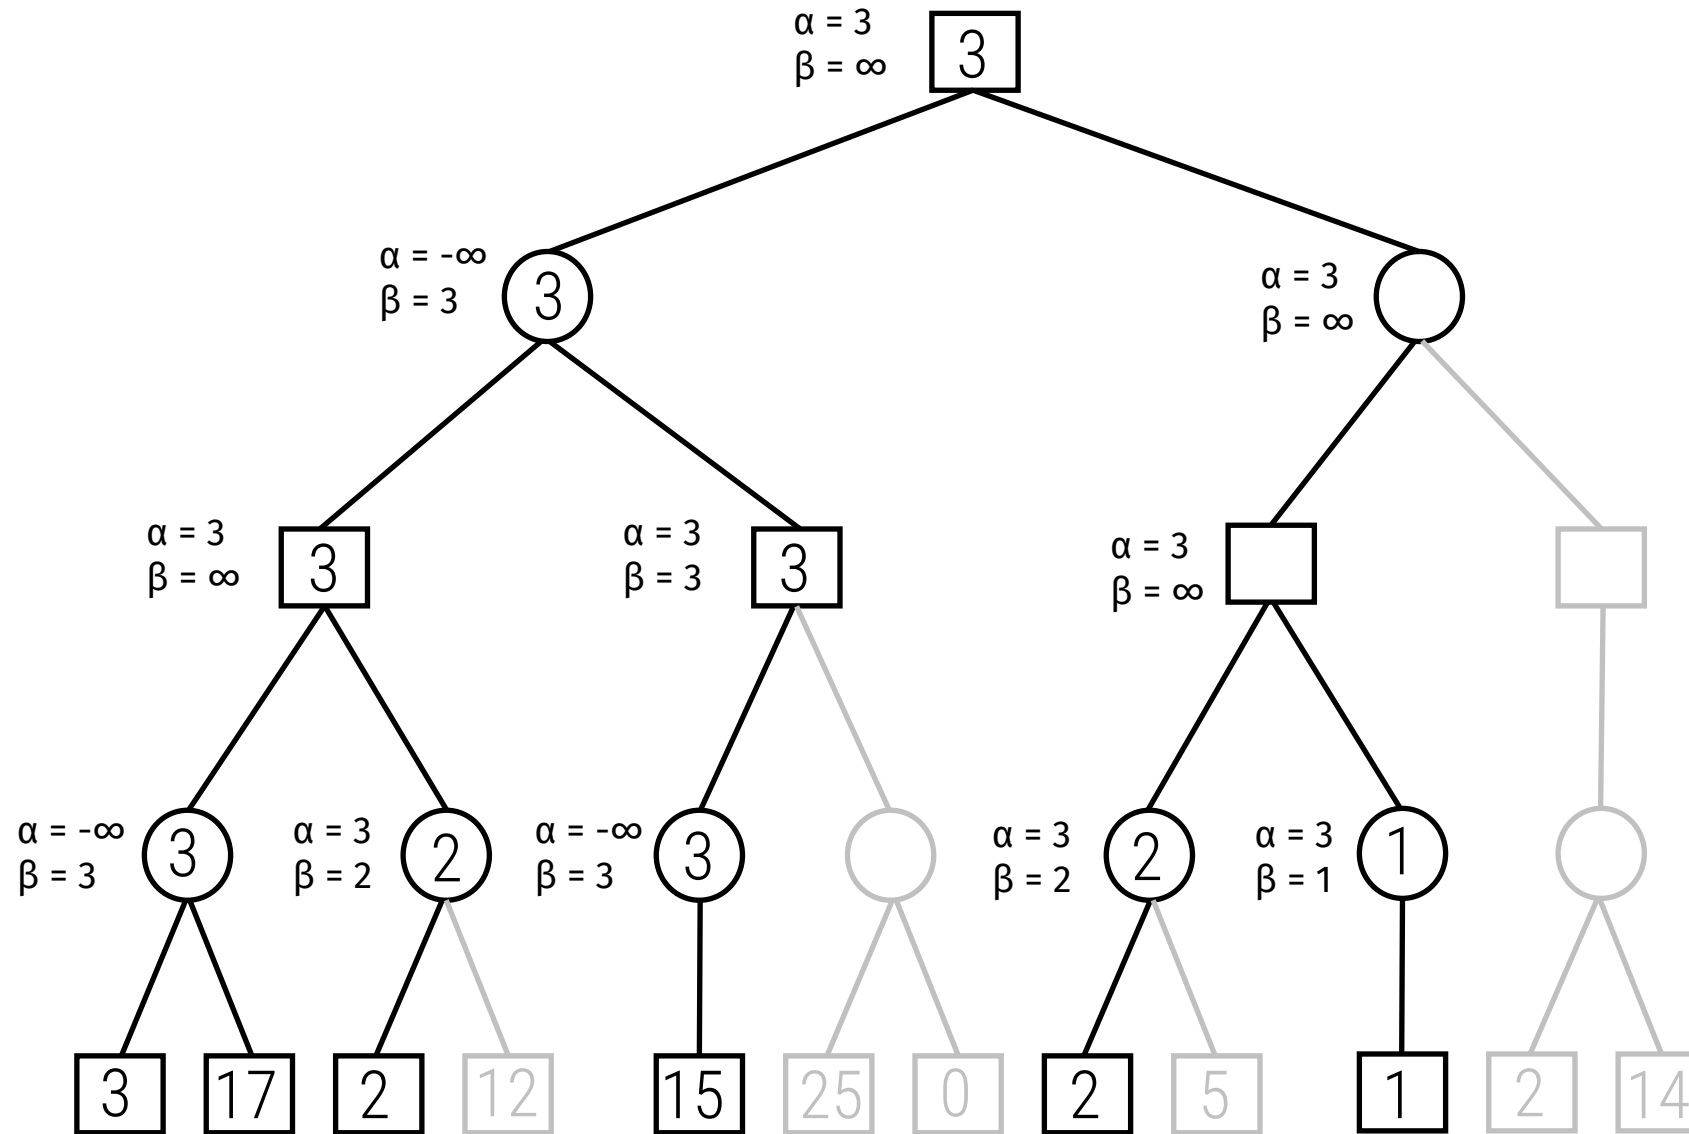 α = 3
β = ∞
3
α = -∞
β = 3
3
α = 3
β = ∞
α = 3
β = ∞
3
α = 3
β = 3
3
α = 3
β = ∞
α = -∞
β = 3
3
α = 3
β = 2
2
α = -∞
β = 3
3
α = 3
β = 2
2
α = 3
β = 1
1
3
17
2
12
15
25
0
2
5
1
2
14